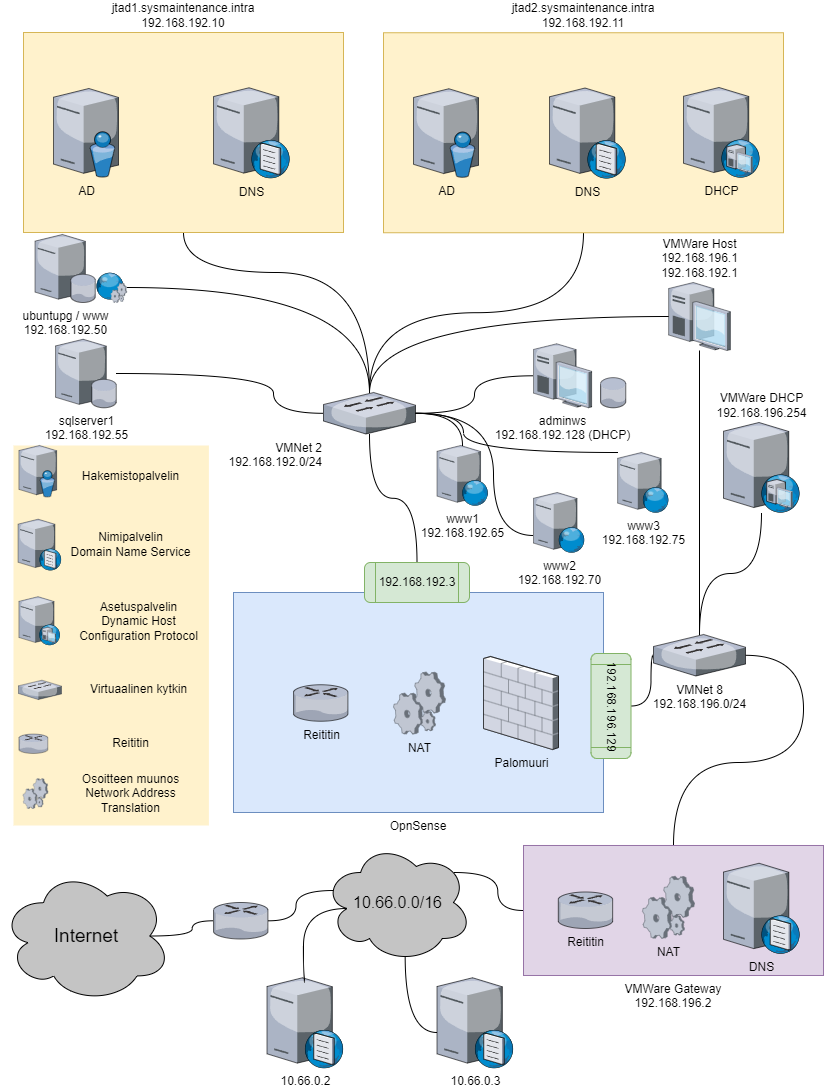 jtad1.sysmaintenance.intra
192.168.192.10
jtad2.sysmaintenance.intra
192.168.192.11
AD
DNS
AD
DNS
DHCP
VMWare Host
192.168.196.1
192.168.192.1
ubuntupg / www
192.168.192.50
sqlserver1
192.168.192.55
VMNet 2
192.168.192.0/24
adminws
192.168.192.128 (DHCP)
VMWare DHCP
192.168.196.254
www1
192.168.192.65
www2
192.168.192.70
www3
192.168.192.75
Hakemistopalvelin
Nimipalvelin
Domain Name Service
Asetuspalvelin
Dynamic Host
Configuration Protocol
Virtuaalinen kytkin
Reititin
Osoitteen muunos
Network Address
Translation
192.168.192.3
192.168.196.129
VMNet 8
192.168.196.0/24
Reititin
NAT
Palomuuri
OpnSense
Internet
10.66.0.0/16
Reititin
NAT
DNS
VMWare Gateway
192.168.196.2
10.66.0.2
10.66.0.3